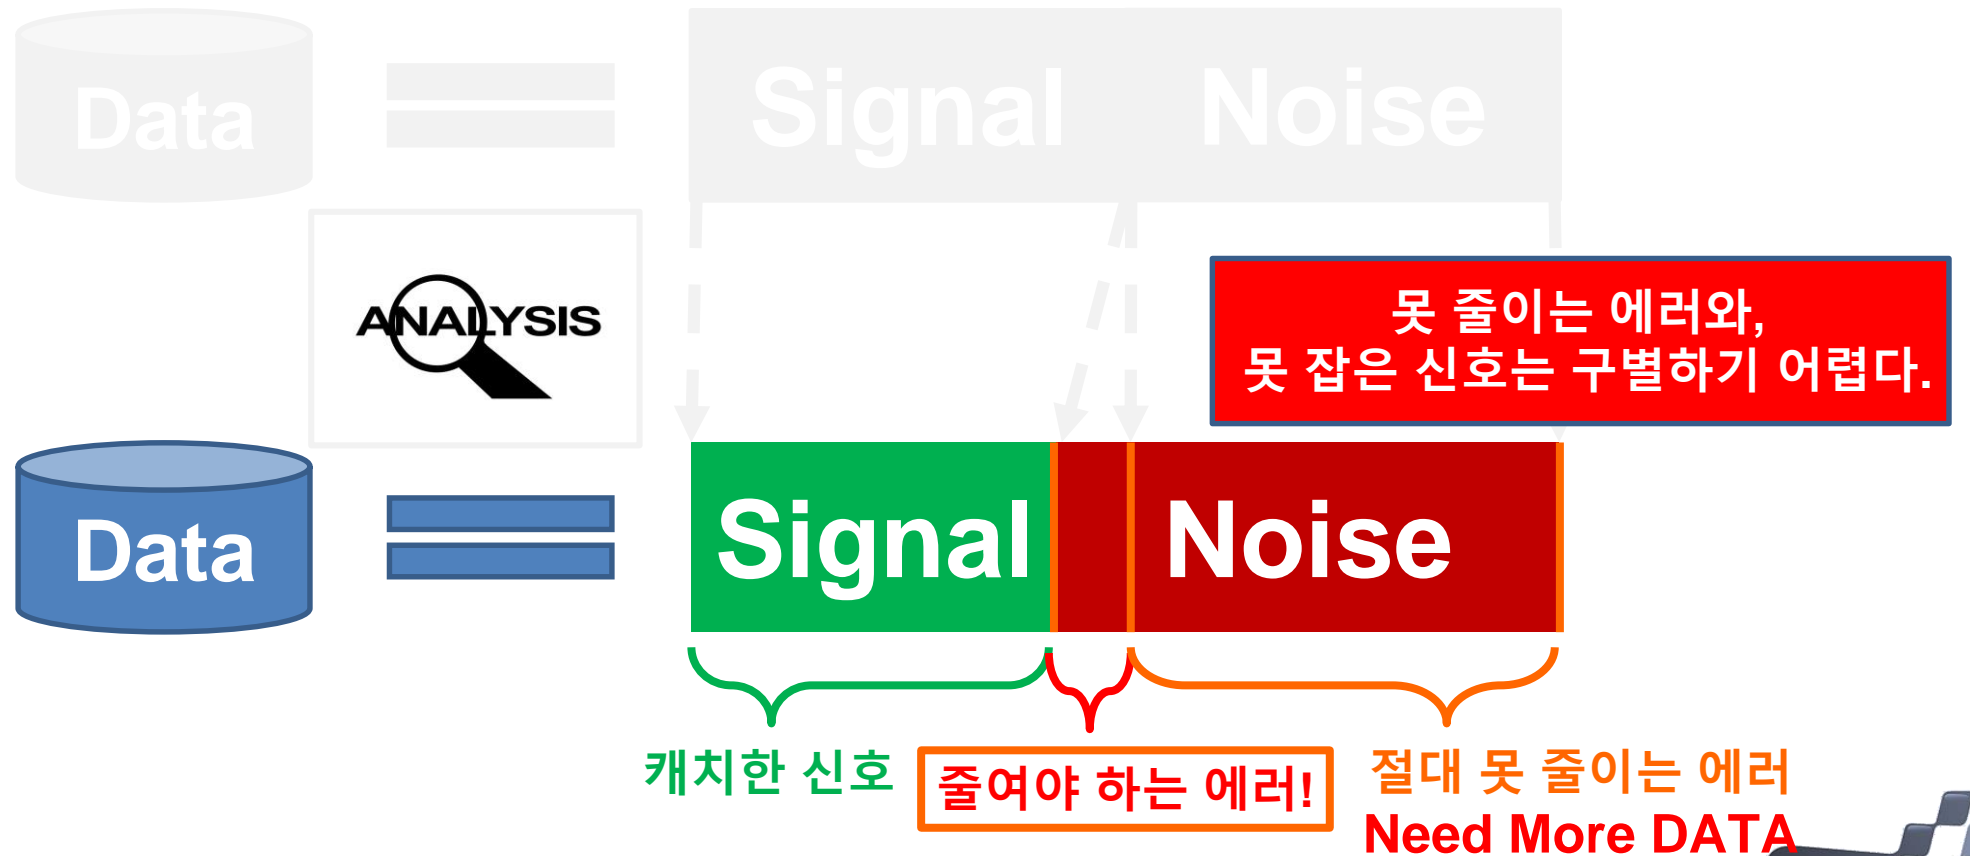 Data
Signal
Noise
ANALYSIS
못 줄이는 에러와,
못 잡은 신호는 구별하기 어렵다.
Data
Signal
Noise
캐치한 신호
줄여야 하는 에러!
절대 못 줄이는 에러
Need More DATA